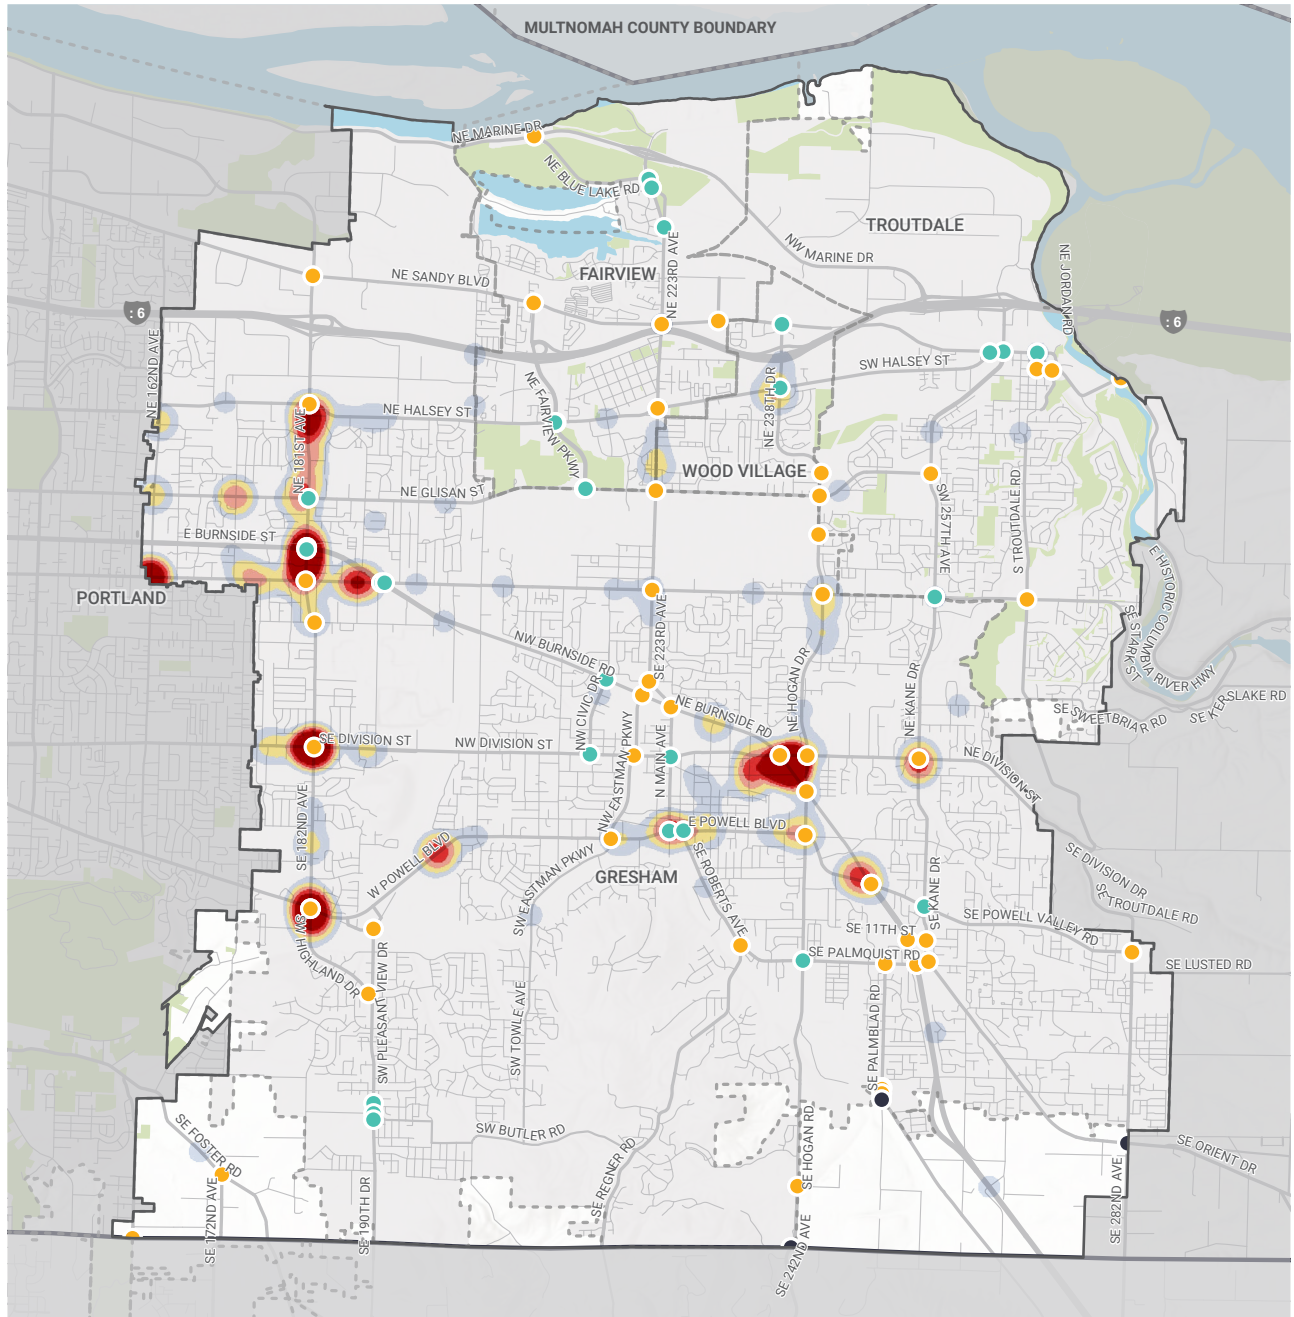 MULTNOMAH COUNTY BOUNDARY
NE MARINE DR
NE BLUE LAKE RD
TROUTDALE
NW MARINE DR
NE JORDAN RD
FAIRVIEW
NE 223RD AVE
NE SANDY BLVD
: 6
: 6
NE 162ND AVE
SW HALSEY ST
NE 238TH DR
NE FAIRVIEW PKWY
NE HALSEY ST
NE 181ST AVE
WOOD VILLAGE
NE GLISAN ST
SW 257TH AVE
S TROUTDALE RD
E BURNSIDE ST
PORTLAND
E HISTORIC COLUMBIA RIVER HWY
SE STARK ST
SE 223RD AVE
NW BURNSIDE RD
NE HOGAN DR
NE KANE DR
NW CIVIC DR
NE BURNSIDE RD
SE SWEETBRIAR RD
SE KERSLAKE RD
SE DIVISION ST
NW DIVISION ST
NW EASTMAN PKWY
N MAIN AVE
NE DIVISION ST
SE 182ND AVE
W POWELL BLVD
E POWELL BLVD
SE ROBERTS AVE
SW EASTMAN PKWY
GRESHAM
SE DIVISION DR
SE TROUTDALE RD
SE KANE DR
SE POWELL VALLEY RD
SE 11TH ST
SE PALMQUIST RD
SE LUSTED RD
SW HIGHLAND DR
SW PLEASANT VIEW DR
SW TOWLE AVE
SE PALMBLAD RD
SE FOSTER RD
SW BUTLER RD
SE REGNER RD
SE HOGAN RD
SE ORIENT DR
SE 172ND AVE
SE 190TH DR
SE 242ND AVE
SE 282ND AVE